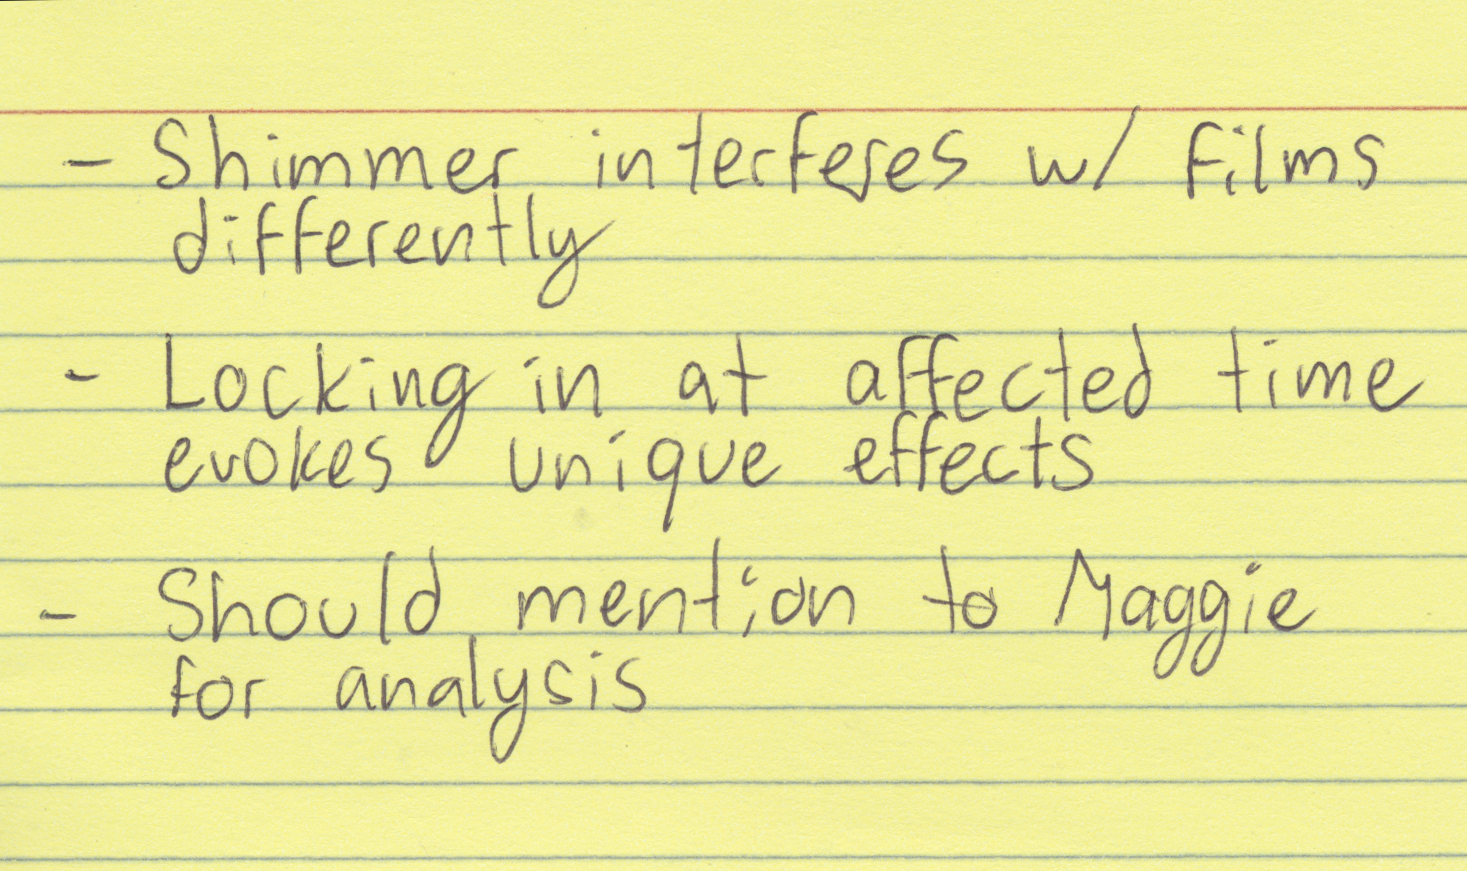 - Shimmer interferes w/ films
differently
- Locking in at affected time
evokes unique effects
- Should mention to Maggie
for analysis